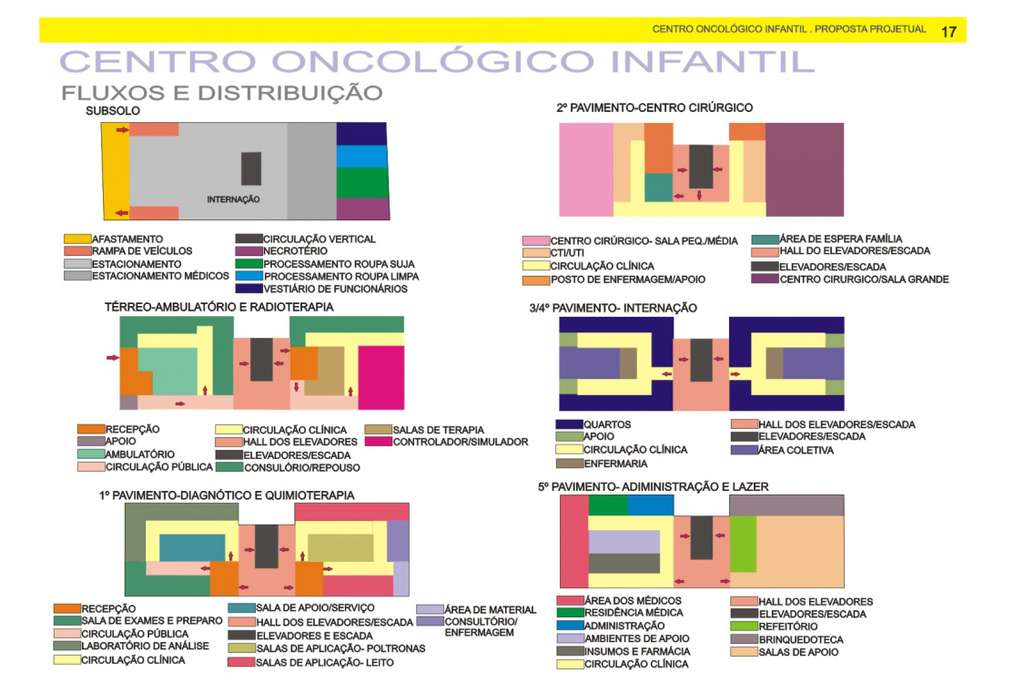 CENTRO ONCOLÓGICO INFANTIL . PROPOSTA PROJETUAL 17
CENTRO ONCOLÓGICO INFANTIL
FLUXOS E DISTRIBUIÇÃO
SUBSOLO
INTERNAÇÃO
AFASTAMENTO
RAMPA DE VEÍCULOS
ESTACIONAMENTO
ESTACIONAMENTO MÉDICOS
CIRCULAÇÃO VERTICAL
NECROTÉRIO
PROCESSAMENTO ROUPA SUJA
PROCESSAMENTO ROUPA LIMPA
VESTIÁRIO DE FUNCIONÁRIOS
2º PAVIMENTO-CENTRO CIRÚRGICO
CENTRO CIRÚRGICO- SALA PEQ./MÉDIA
CTI/UTI
CIRCULAÇÃO CLÍNICA
POSTO DE ENFERMAGEM/APOIO
ÁREA DE ESPERA FAMÍLIA
HALL DO ELEVADORES/ESCADA
ELEVADORES/ESCADA
CENTRO CIRURGICO/SALA GRANDE
TÉRREO-AMBULATÓRIO E RADIOTERAPIA
RECEPÇÃO
APOIO
AMBULATÓRIO
CIRCULAÇÃO PÚBLICA
CIRCULAÇÃO CLÍNICA
HALL DOS ELEVADORES
ELEVADORES/ESCADA
CONSULÓRIO/REPOUSO
SALAS DE TERAPIA
CONTROLADOR/SIMULADOR
3/4º PAVIMENTO- INTERNAÇÃO
QUARTOS
APOIO
CIRCULAÇÃO CLÍNICA
ENFERMARIA
HALL DOS ELEVADORES/ESCADA
ELEVADORES/ESCADA
ÁREA COLETIVA
1º PAVIMENTO-DIAGNÓTICO E QUIMIOTERAPIA
RECEPÇÃO
SALA DE EXAMES E PREPARO
CIRCULAÇÃO PÚBLICA
LABORATÓRIO DE ANÁLISE
CIRCULAÇÃO CLÍNICA
SALA DE APOIO/SERVIÇO
HALL DOS ELEVADORES/ESCADA
ELEVADORES E ESCADA
SALAS DE APLICAÇÃO- POLTRONAS
SALAS DE APLICAÇÃO- LEITO
ÁREA DE MATERIAL
CONSULTÓRIO/
ENFERMAGEM
5º PAVIMENTO- ADIMINISTRAÇÃO E LAZER
ÁREA DOS MÉDICOS
RESIDÊNCIA MÉDICA
ADMINISTRAÇÃO
AMBIENTES DE APOIO
INSUMOS E FARMÁCIA
CIRCULAÇÃO CLÍNICA
HALL DOS ELEVADORES
ELEVADORES/ESCADA
REFEITÓRIO
BRINQUEDOTECA
SALAS DE APOIO